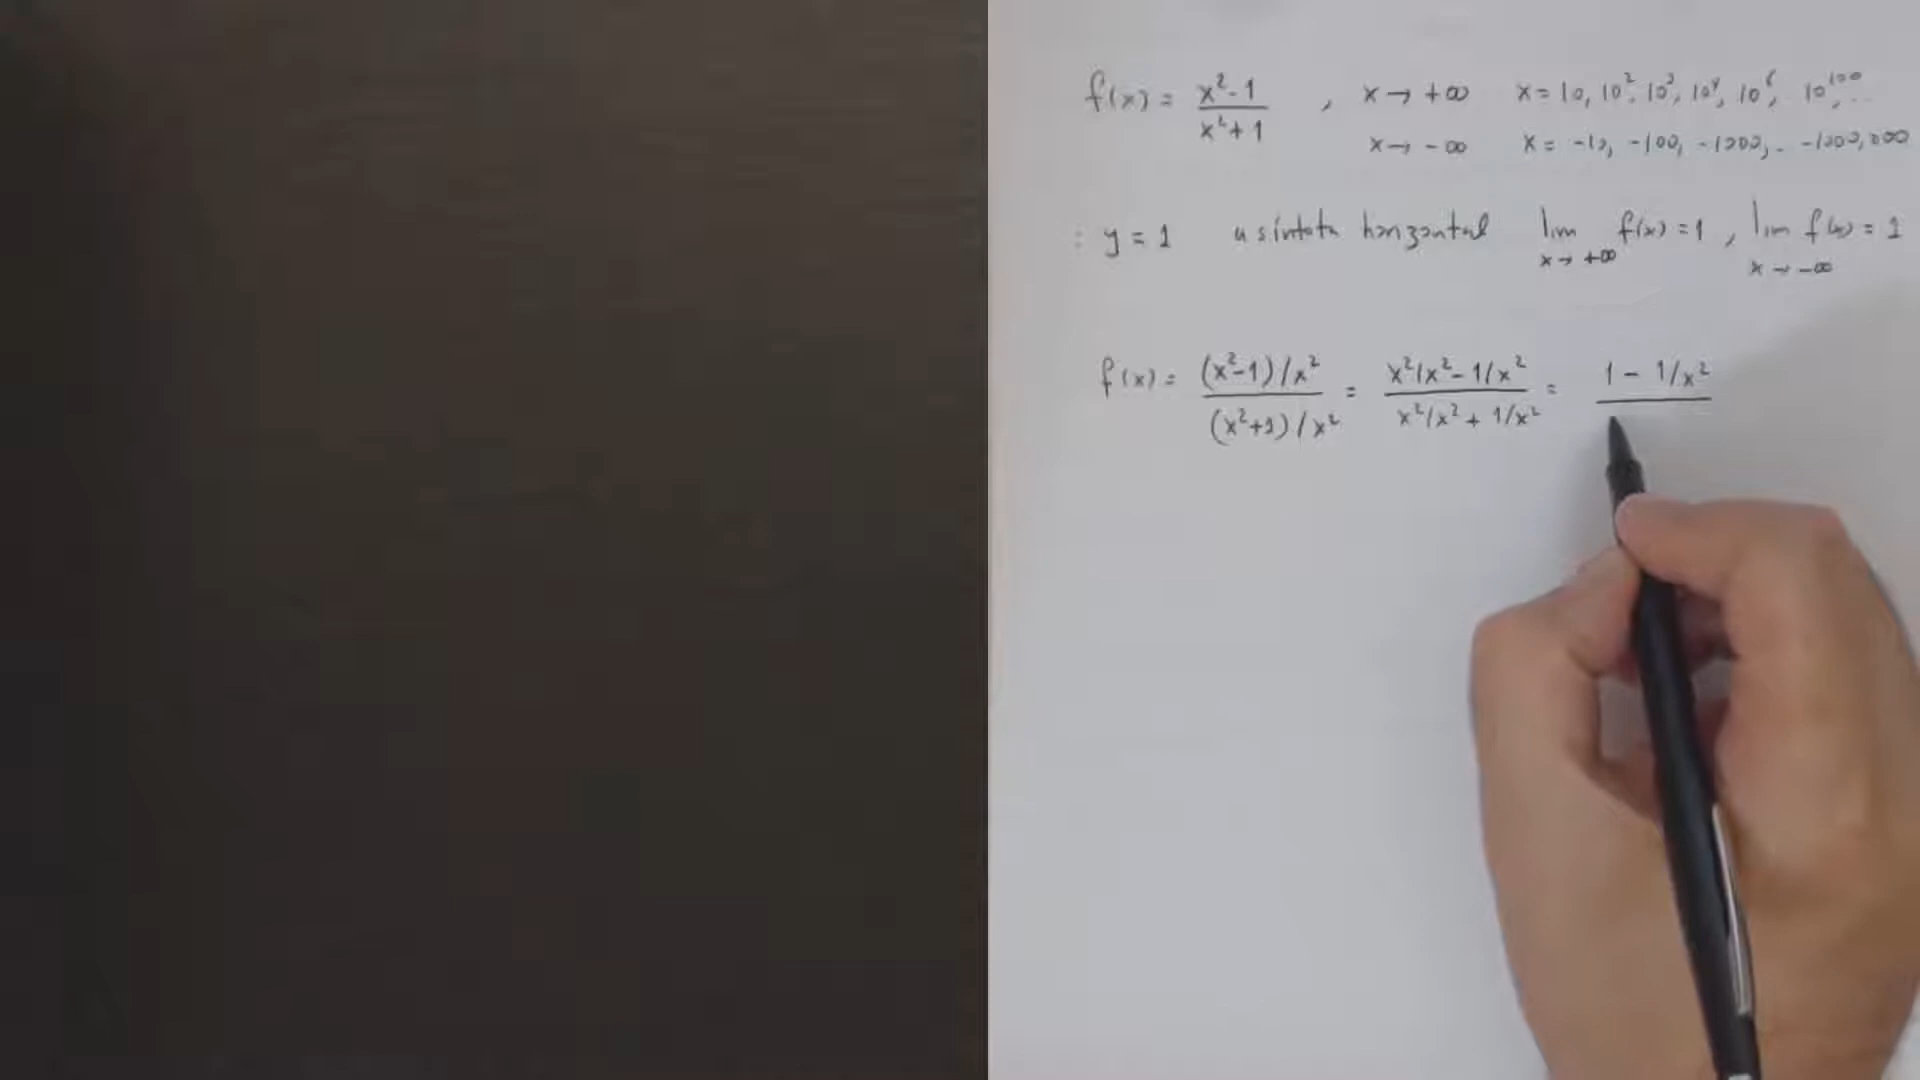 f(x) = (x²-1)/(x²+1) , x → +∞ x = 10, 10², 10³, 10⁴, 10⁶, 10¹⁰⁰, ..
x → -∞ x = -10, -100, -1000, .. -1000,000
: y = 1 asíntota horizontal lim x → +∞ f(x) = 1 , lim x → -∞ f(x) = 1
f(x) = ((x²-1)/x²)/((x²+1)/x²) = (x²/x² - 1/x²)/(x²/x² + 1/x²) = 1 - 1/x²